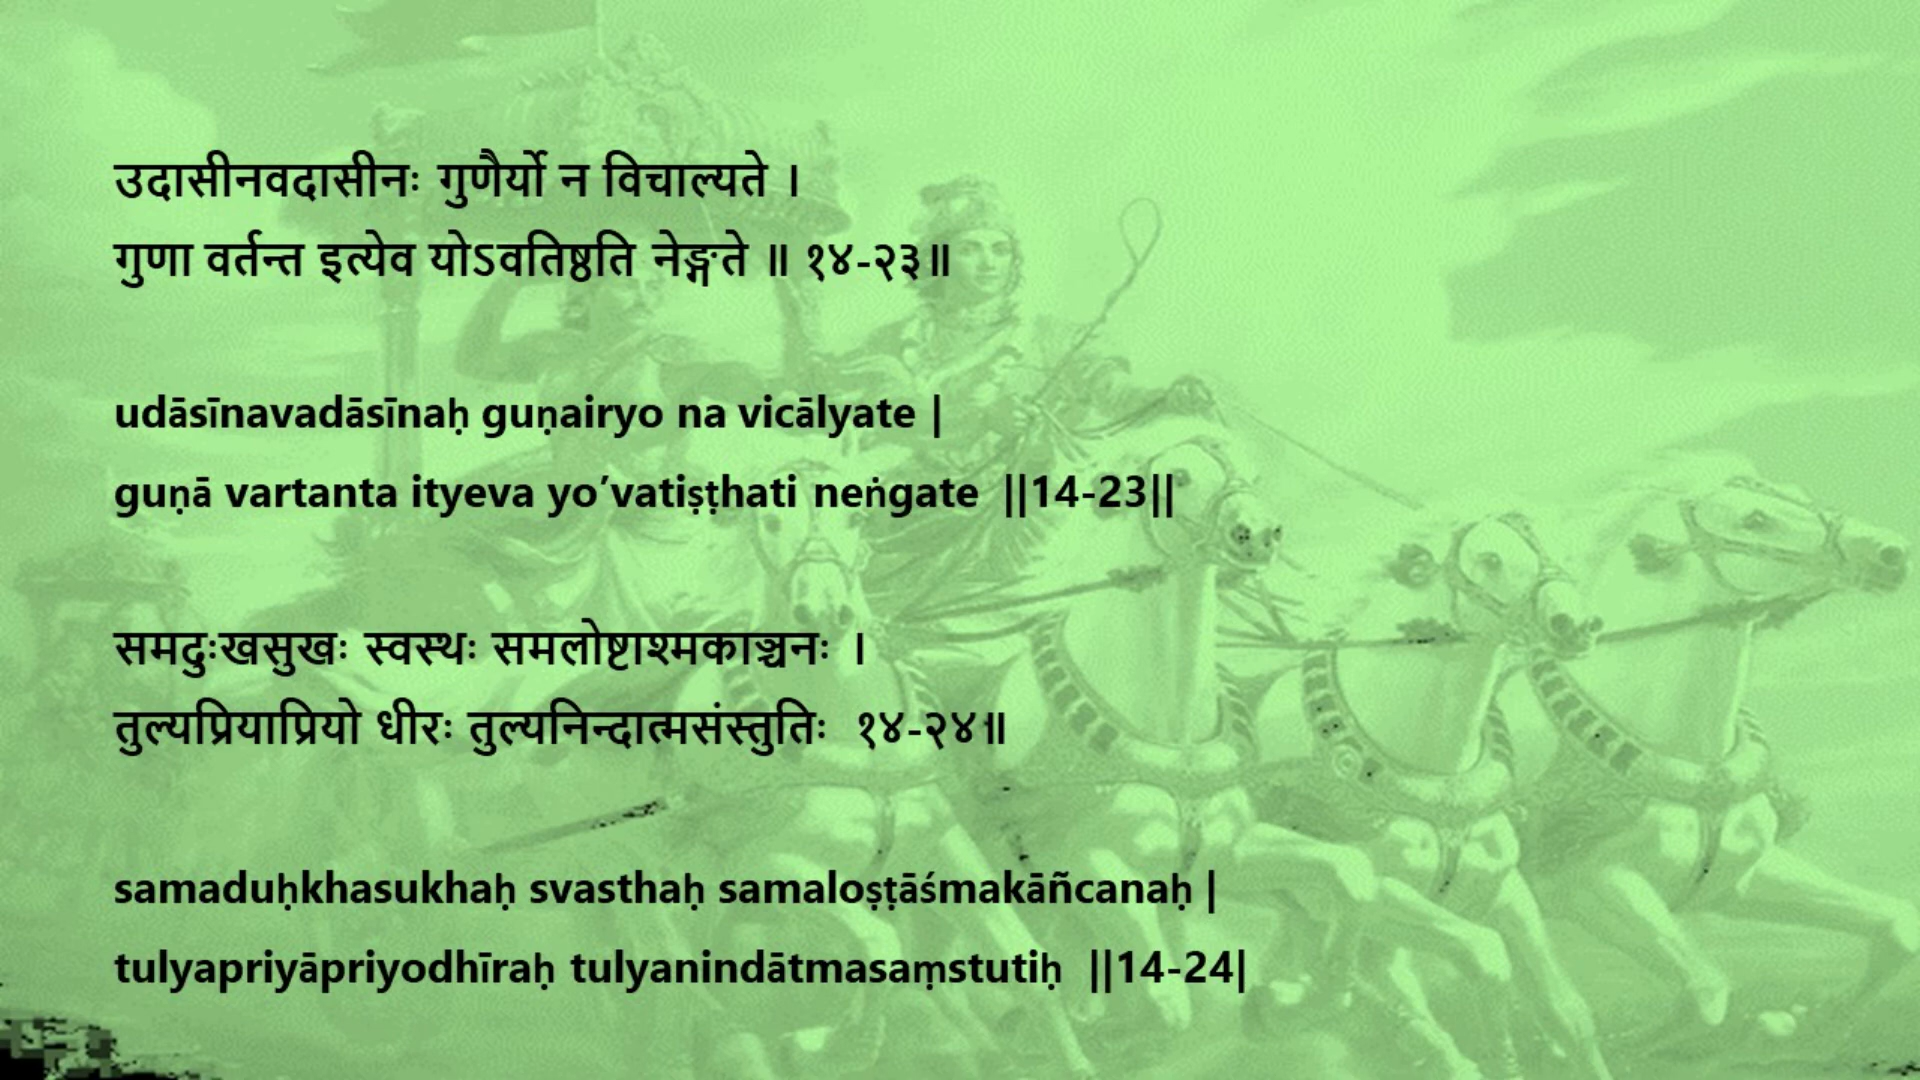 उदासीनवदासीनः गुणैर्यो न विचाल्यते ।
गुणा वर्तन्त इत्येव योऽवतिष्ठति नेङ्गते ॥ १४-२३॥
udāsīnavadāsīnaḥ guṇairyo na vicālyate |
guṇā vartanta ityeva yo’vatiṣṭhati neṅgate ||14-23||
समदुःखसुखः स्वस्थः समलोष्टाश्मकाञ्चनः ।
तुल्यप्रियाप्रियो धीरः तुल्यनिन्दात्मसंस्तुतिः १४-२४॥
samaduḥkhasukhaḥ svasthaḥ samaloṣṭāśmakāñcanaḥ |
tulyapriyāpriyodhīraḥ tulyanindātmasaṃstutiḥ ||14-24|